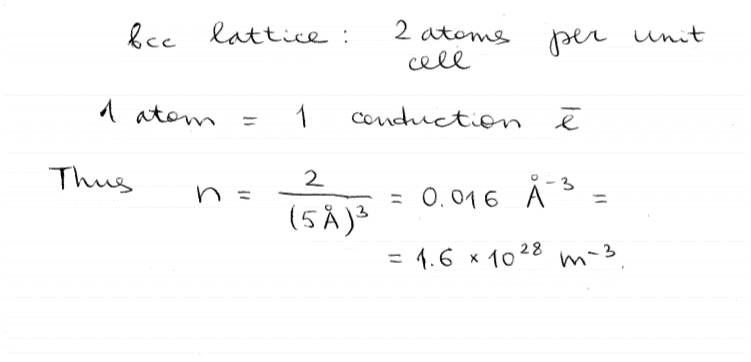 bcc lattice: 2 atoms per unit
cell
1 atom = 1 conduction ē
Thus n = 2 / (5Å)³ = 0.016 Å⁻³ =
= 1.6 × 10²⁸ m⁻³.